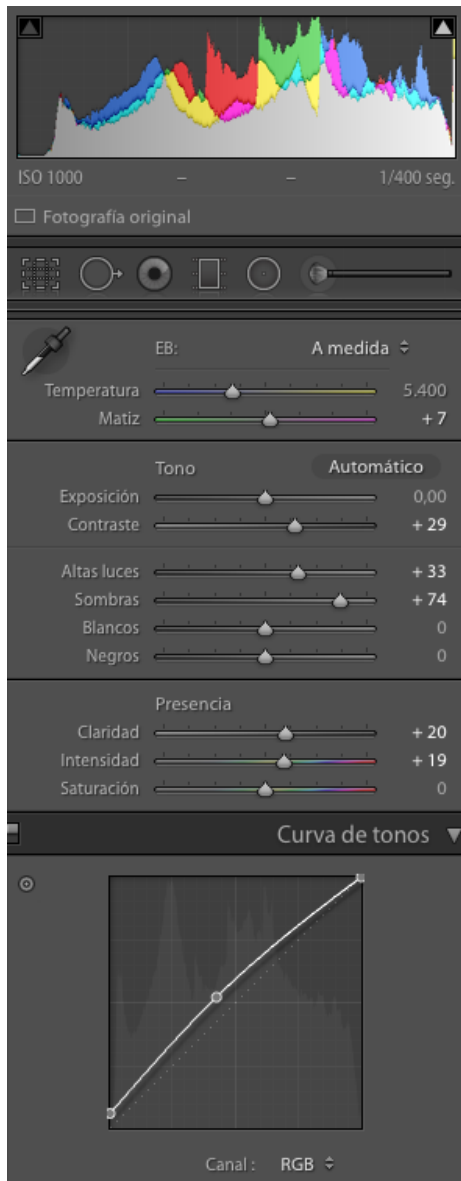 ISO 1000 – – 1/400 seg.
Fotografía original
EB: A medida
Temperatura 5.400
Matiz + 7
Tono Automático
Exposición 0,00
Contraste + 29
Altas luces + 33
Sombras + 74
Blancos 0
Negros 0
Presencia
Claridad + 20
Intensidad + 19
Saturación 0
Curva de tonos
Canal : RGB